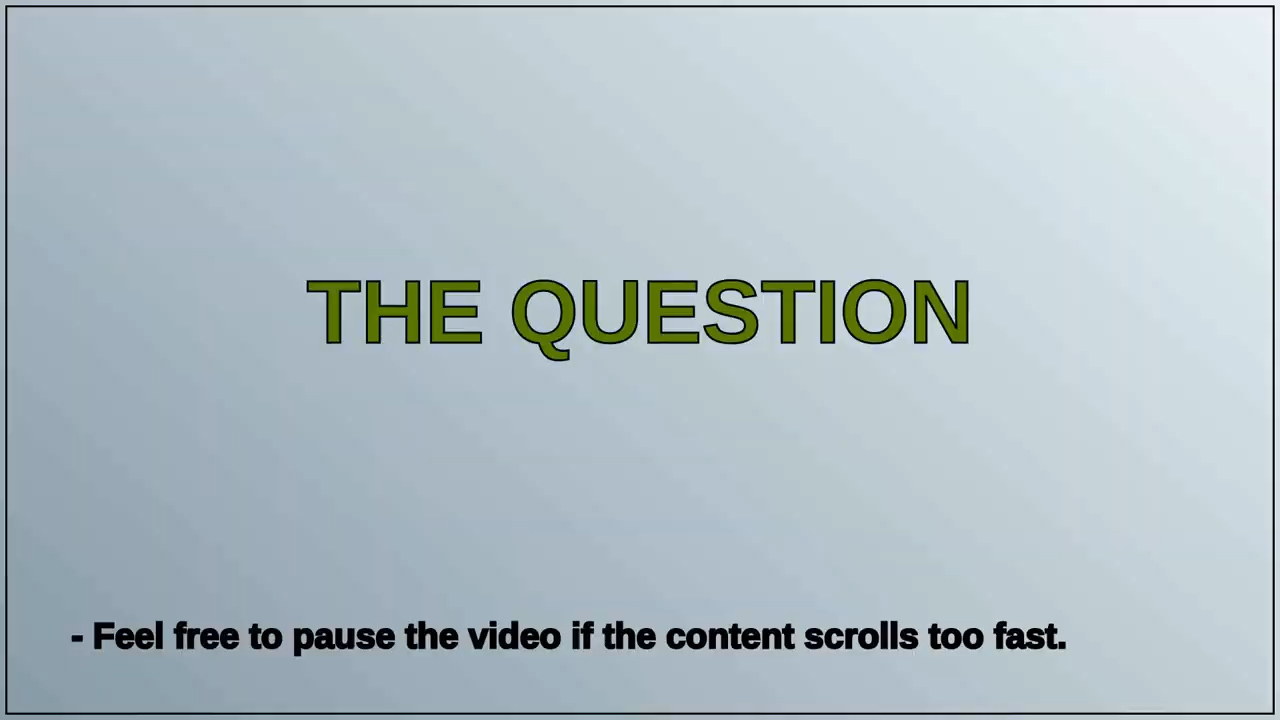 THE QUESTION
- Feel free to pause the video if the content scrolls too fast.